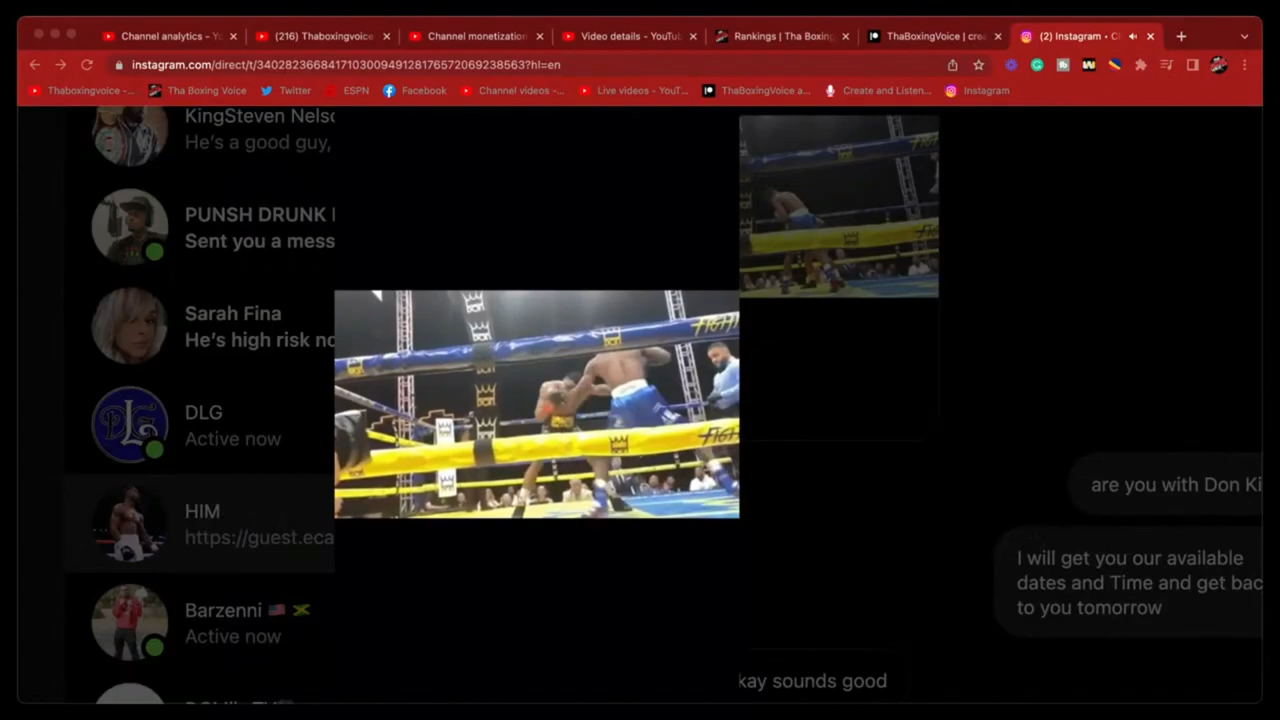 Channel analytics - Yo
(216) Thaboxingvoice
Channel monetization
Video details - YouTu
Rankings | Tha Boxing
ThaBoxingVoice | crea
(2) Instagram • C
instagram.com/direct/t/340282366841710300949128176572069238563?hl=en
Thaboxingvoice -...
Tha Boxing Voice
Twitter
ESPN
Facebook
Channel videos -...
Live videos - YouT...
ThaBoxingVoice a...
Create and Listen...
Instagram
KingSteven Nelso
He's a good guy,
PUNSH DRUNK
Sent you a mess
Sarah Fina
He's high risk no
DLG
Active now
HIM
https://guest.eca
Barzenni
Active now
DON
FIGHT
FIGH
are you with Don Ki
I will get you our available
dates and Time and get bac
to you tomorrow
kay sounds good